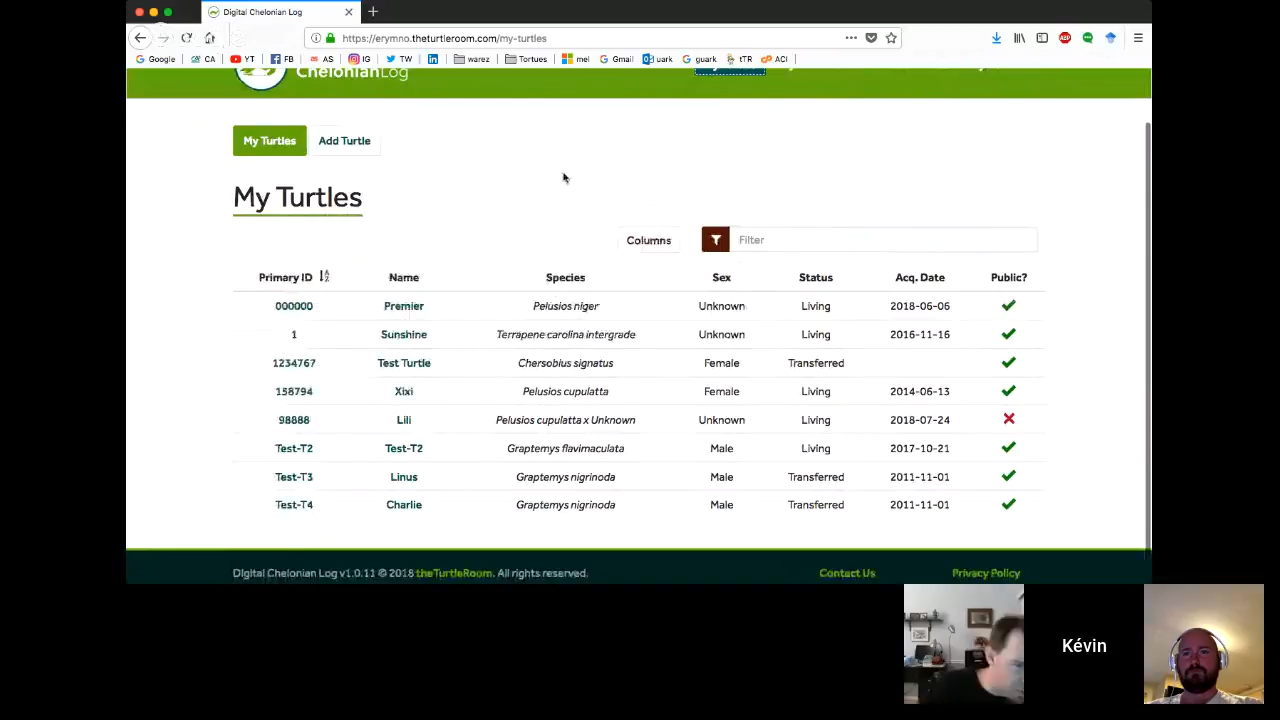 Digital Chelonian Log
https://erymno.theturtleroom.com/my-turtles
Google CA YT FB AS IG TW warez Tortues mel Gmail uark guark tTR ACI
ChelonianLog
My Turtles Add Turtle
My Turtles
Columns Filter
Primary ID Name Species Sex Status Acq. Date Public?
000000 Premier Pelusios niger Unknown Living 2018-06-06
1 Sunshine Terrapene carolina intergrade Unknown Living 2016-11-16
1234767 Test Turtle Chersobius signatus Female Transferred
158794 Xixi Pelusios cupulatta Female Living 2014-06-13
98888 Lili Pelusios cupulatta x Unknown Unknown Living 2018-07-24
Test-T2 Test-T2 Graptemys flavimaculata Male Living 2017-10-21
Test-T3 Linus Graptemys nigrinoda Male Transferred 2011-11-01
Test-T4 Charlie Graptemys nigrinoda Male Transferred 2011-11-01
Digital Chelonian Log v1.0.11 © 2018 theTurtleRoom. All rights reserved. Contact Us Privacy Policy
Kévin